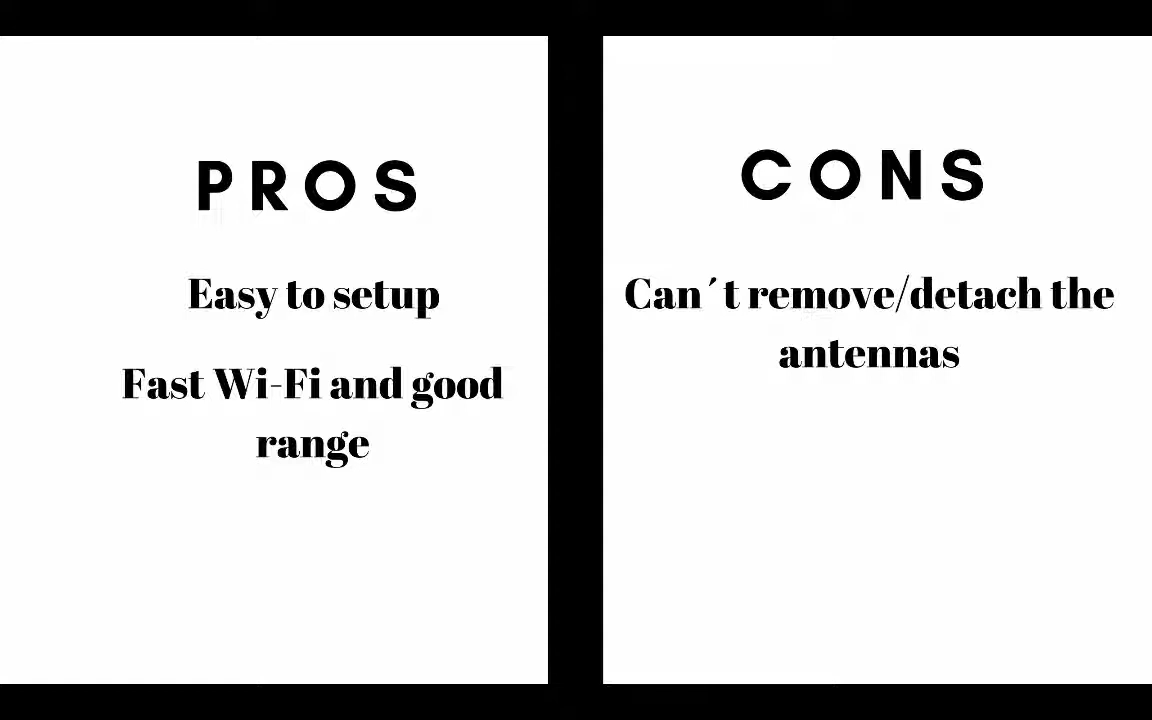 PROS
Easy to setup
Fast Wi-Fi and good
range
CONS
Can´t remove/detach the
antennas